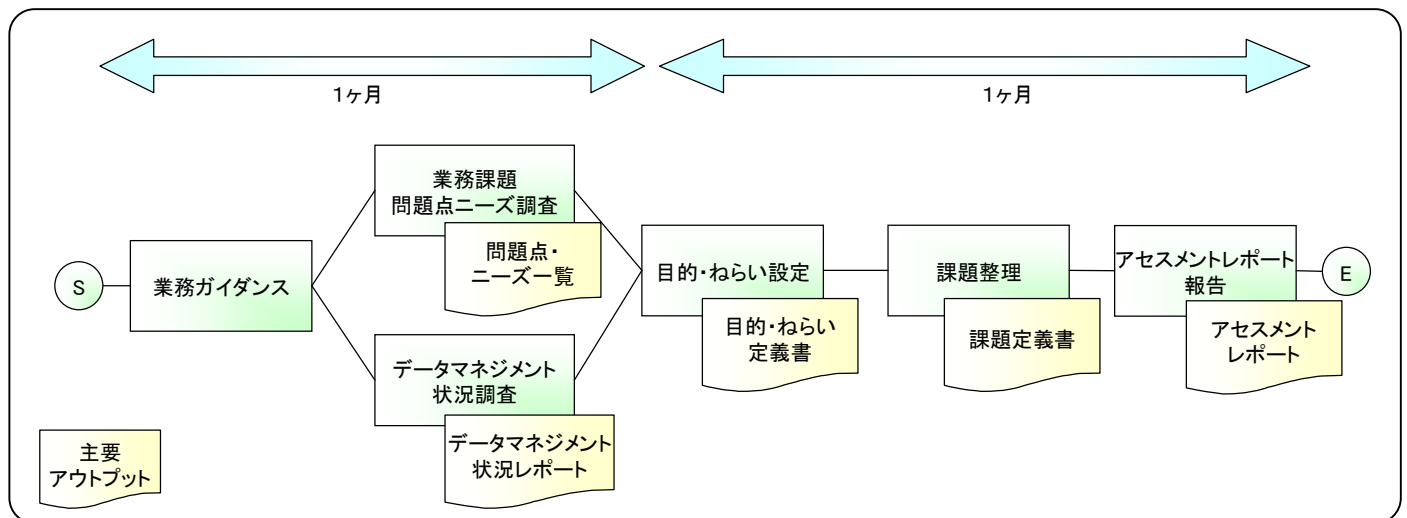 1ヶ月
1ヶ月
業務課題
問題点ニーズ調査
問題点・
ニーズ一覧
S
業務ガイダンス
データマネジメント
状況調査
データマネジメント
状況レポート
目的・ねらい設定
目的・ねらい
定義書
課題整理
課題定義書
アセスメントレポート
報告
アセスメント
レポート
E
主要
アウトプット